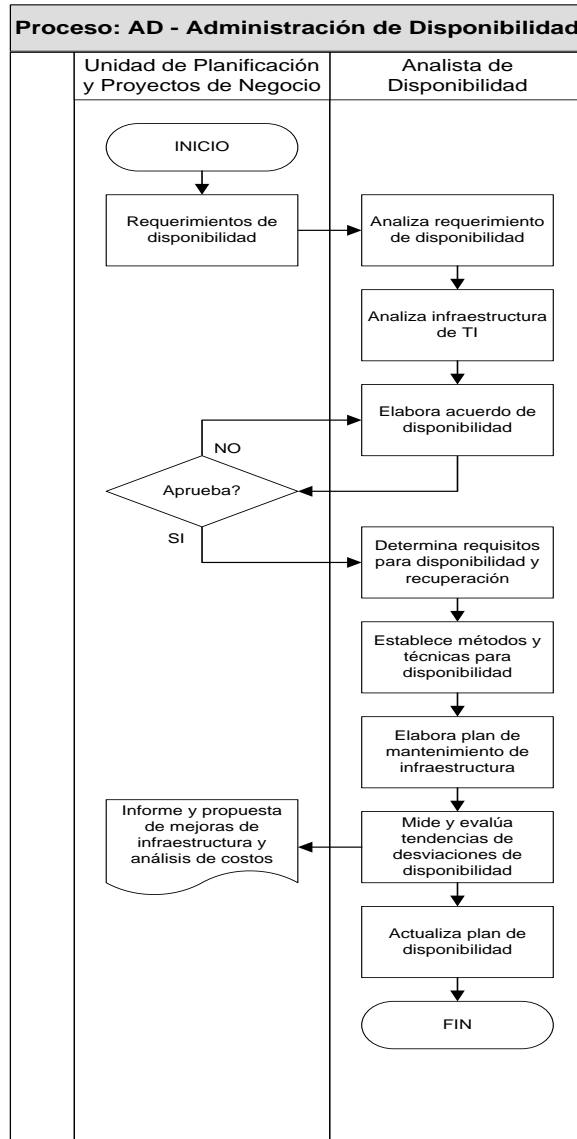 Proceso: AD - Administración de Disponibilidad
Unidad de Planificación
y Proyectos de Negocio
Analista de
Disponibilidad
INICIO
Requerimientos de
disponibilidad
Analiza requerimiento
de disponibilidad
Analiza infraestructura
de TI
Elabora acuerdo de
disponibilidad
NO
Aprueba?
SI
Determina requisitos
para disponibilidad y
recuperación
Establece métodos y
técnicas para
disponibilidad
Elabora plan de
mantenimiento de
infraestructura
Informe y propuesta
de mejoras de
infraestructura y
análisis de costos
Mide y evalúa
tendencias de
desviaciones de
disponibilidad
Actualiza plan de
disponibilidad
FIN